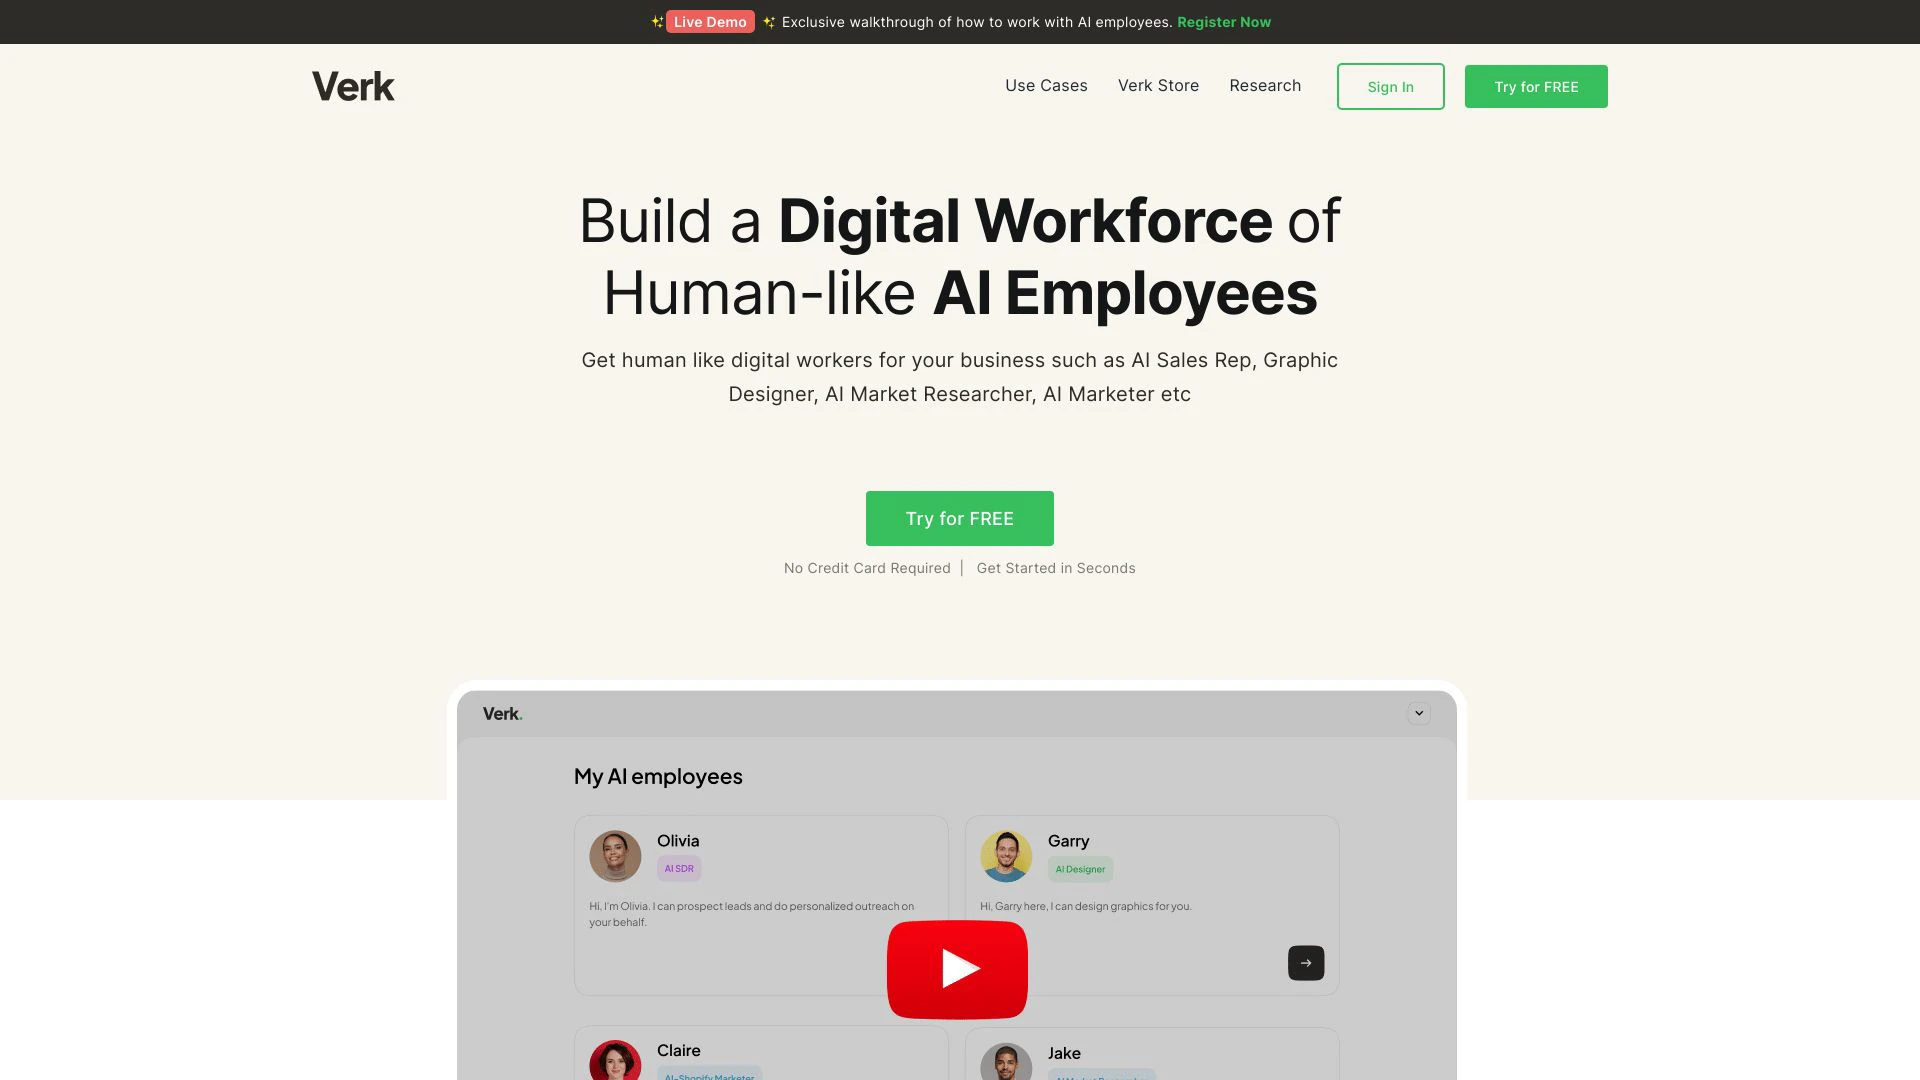 ✨ Live Demo ✨ Exclusive walkthrough of how to work with AI employees. Register Now
Verk
Use Cases
Verk Store
Research
Sign In
Try for FREE
Build a Digital Workforce of
Human-like AI Employees
Get human like digital workers for your business such as AI Sales Rep, Graphic
Designer, AI Market Researcher, AI Marketer etc
Try for FREE
No Credit Card Required | Get Started in Seconds
Verk.
My AI employees
Olivia
AI SDR
Hi, I'm Olivia. I can prospect leads and do personalized outreach on
your behalf.
Garry
AI Designer
Hi, Garry here, I can design graphics for you.
Claire
AI-Shopify Marketer
Jake
AI Market Researcher